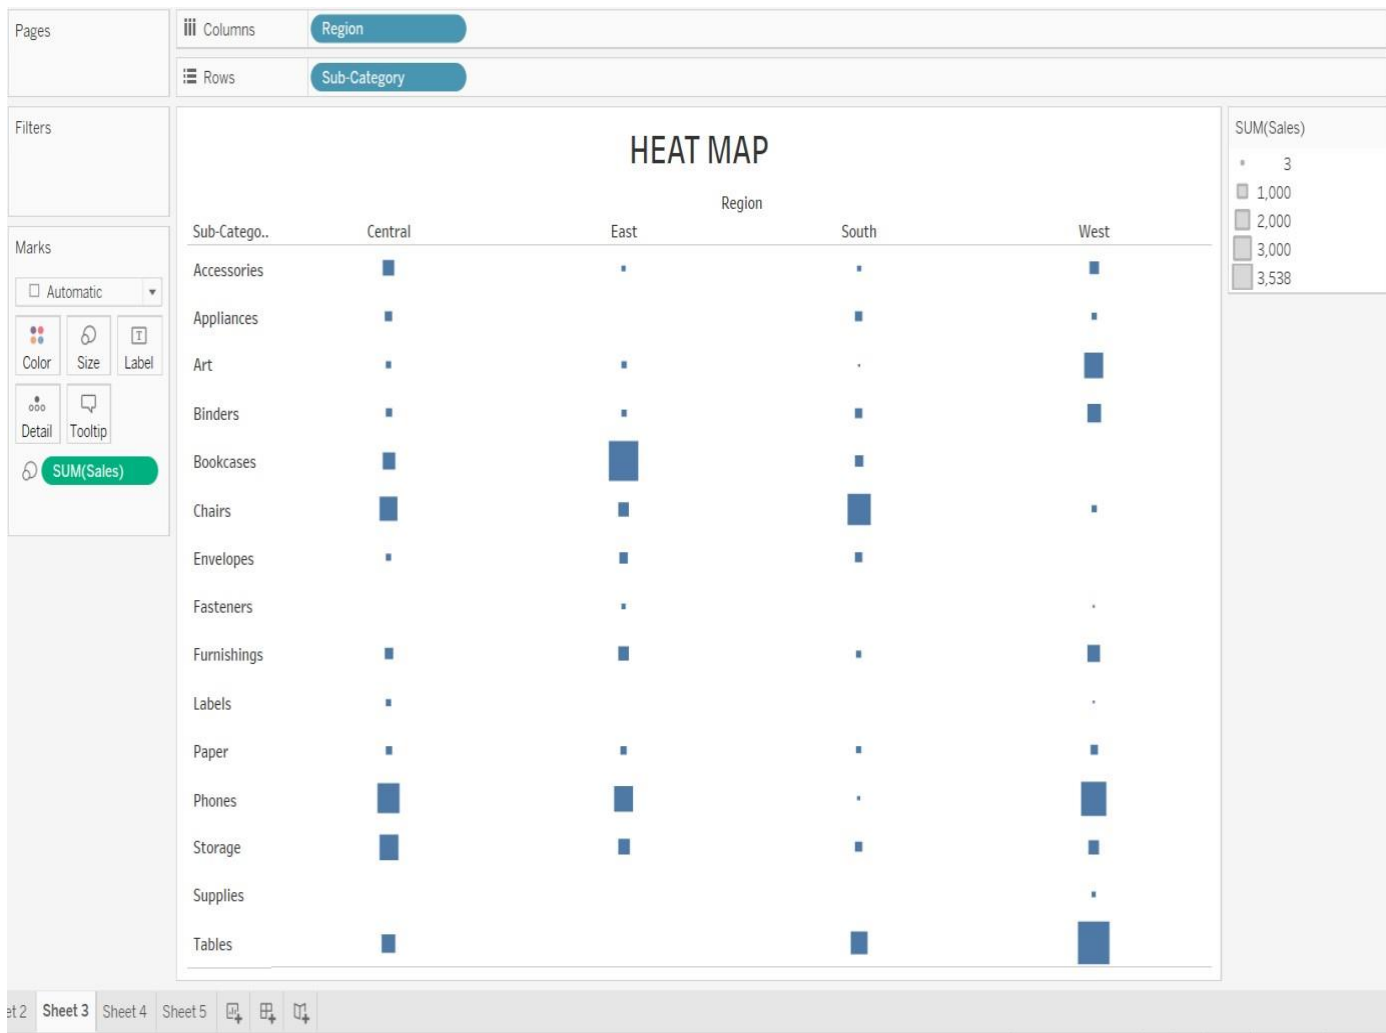 Pages
Columns Region
Rows Sub-Category
Filters
Marks
Automatic
Color Size Label
Detail Tooltip
SUM(Sales)
HEAT MAP
Region
Sub-Catego.. Central East South West
Accessories
Appliances
Art
Binders
Bookcases
Chairs
Envelopes
Fasteners
Furnishings
Labels
Paper
Phones
Storage
Supplies
Tables
SUM(Sales)
3
1,000
2,000
3,000
3,538
et 2 Sheet 3 Sheet 4 Sheet 5